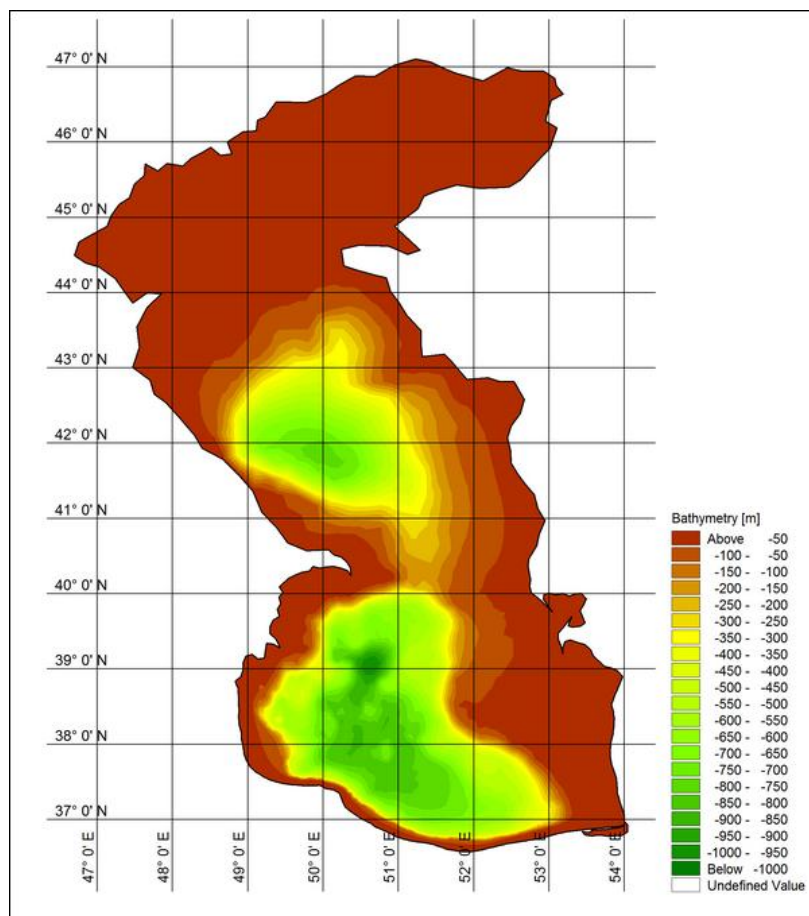 47° 0' N
46° 0' N
45° 0' N
44° 0' N
43° 0' N
42° 0' N
41° 0' N
40° 0' N
39° 0' N
38° 0' N
37° 0' N
47° 0' E
48° 0' E
49° 0' E
50° 0' E
51° 0' E
52° 0' E
53° 0' E
54° 0' E
Bathymetry [m]
Above -50
-100 - -50
-150 - -100
-200 - -150
-250 - -200
-300 - -250
-350 - -300
-400 - -350
-450 - -400
-500 - -450
-550 - -500
-600 - -550
-650 - -600
-700 - -650
-750 - -700
-800 - -750
-850 - -800
-900 - -850
-950 - -900
-1000 - -950
Below -1000
Undefined Value